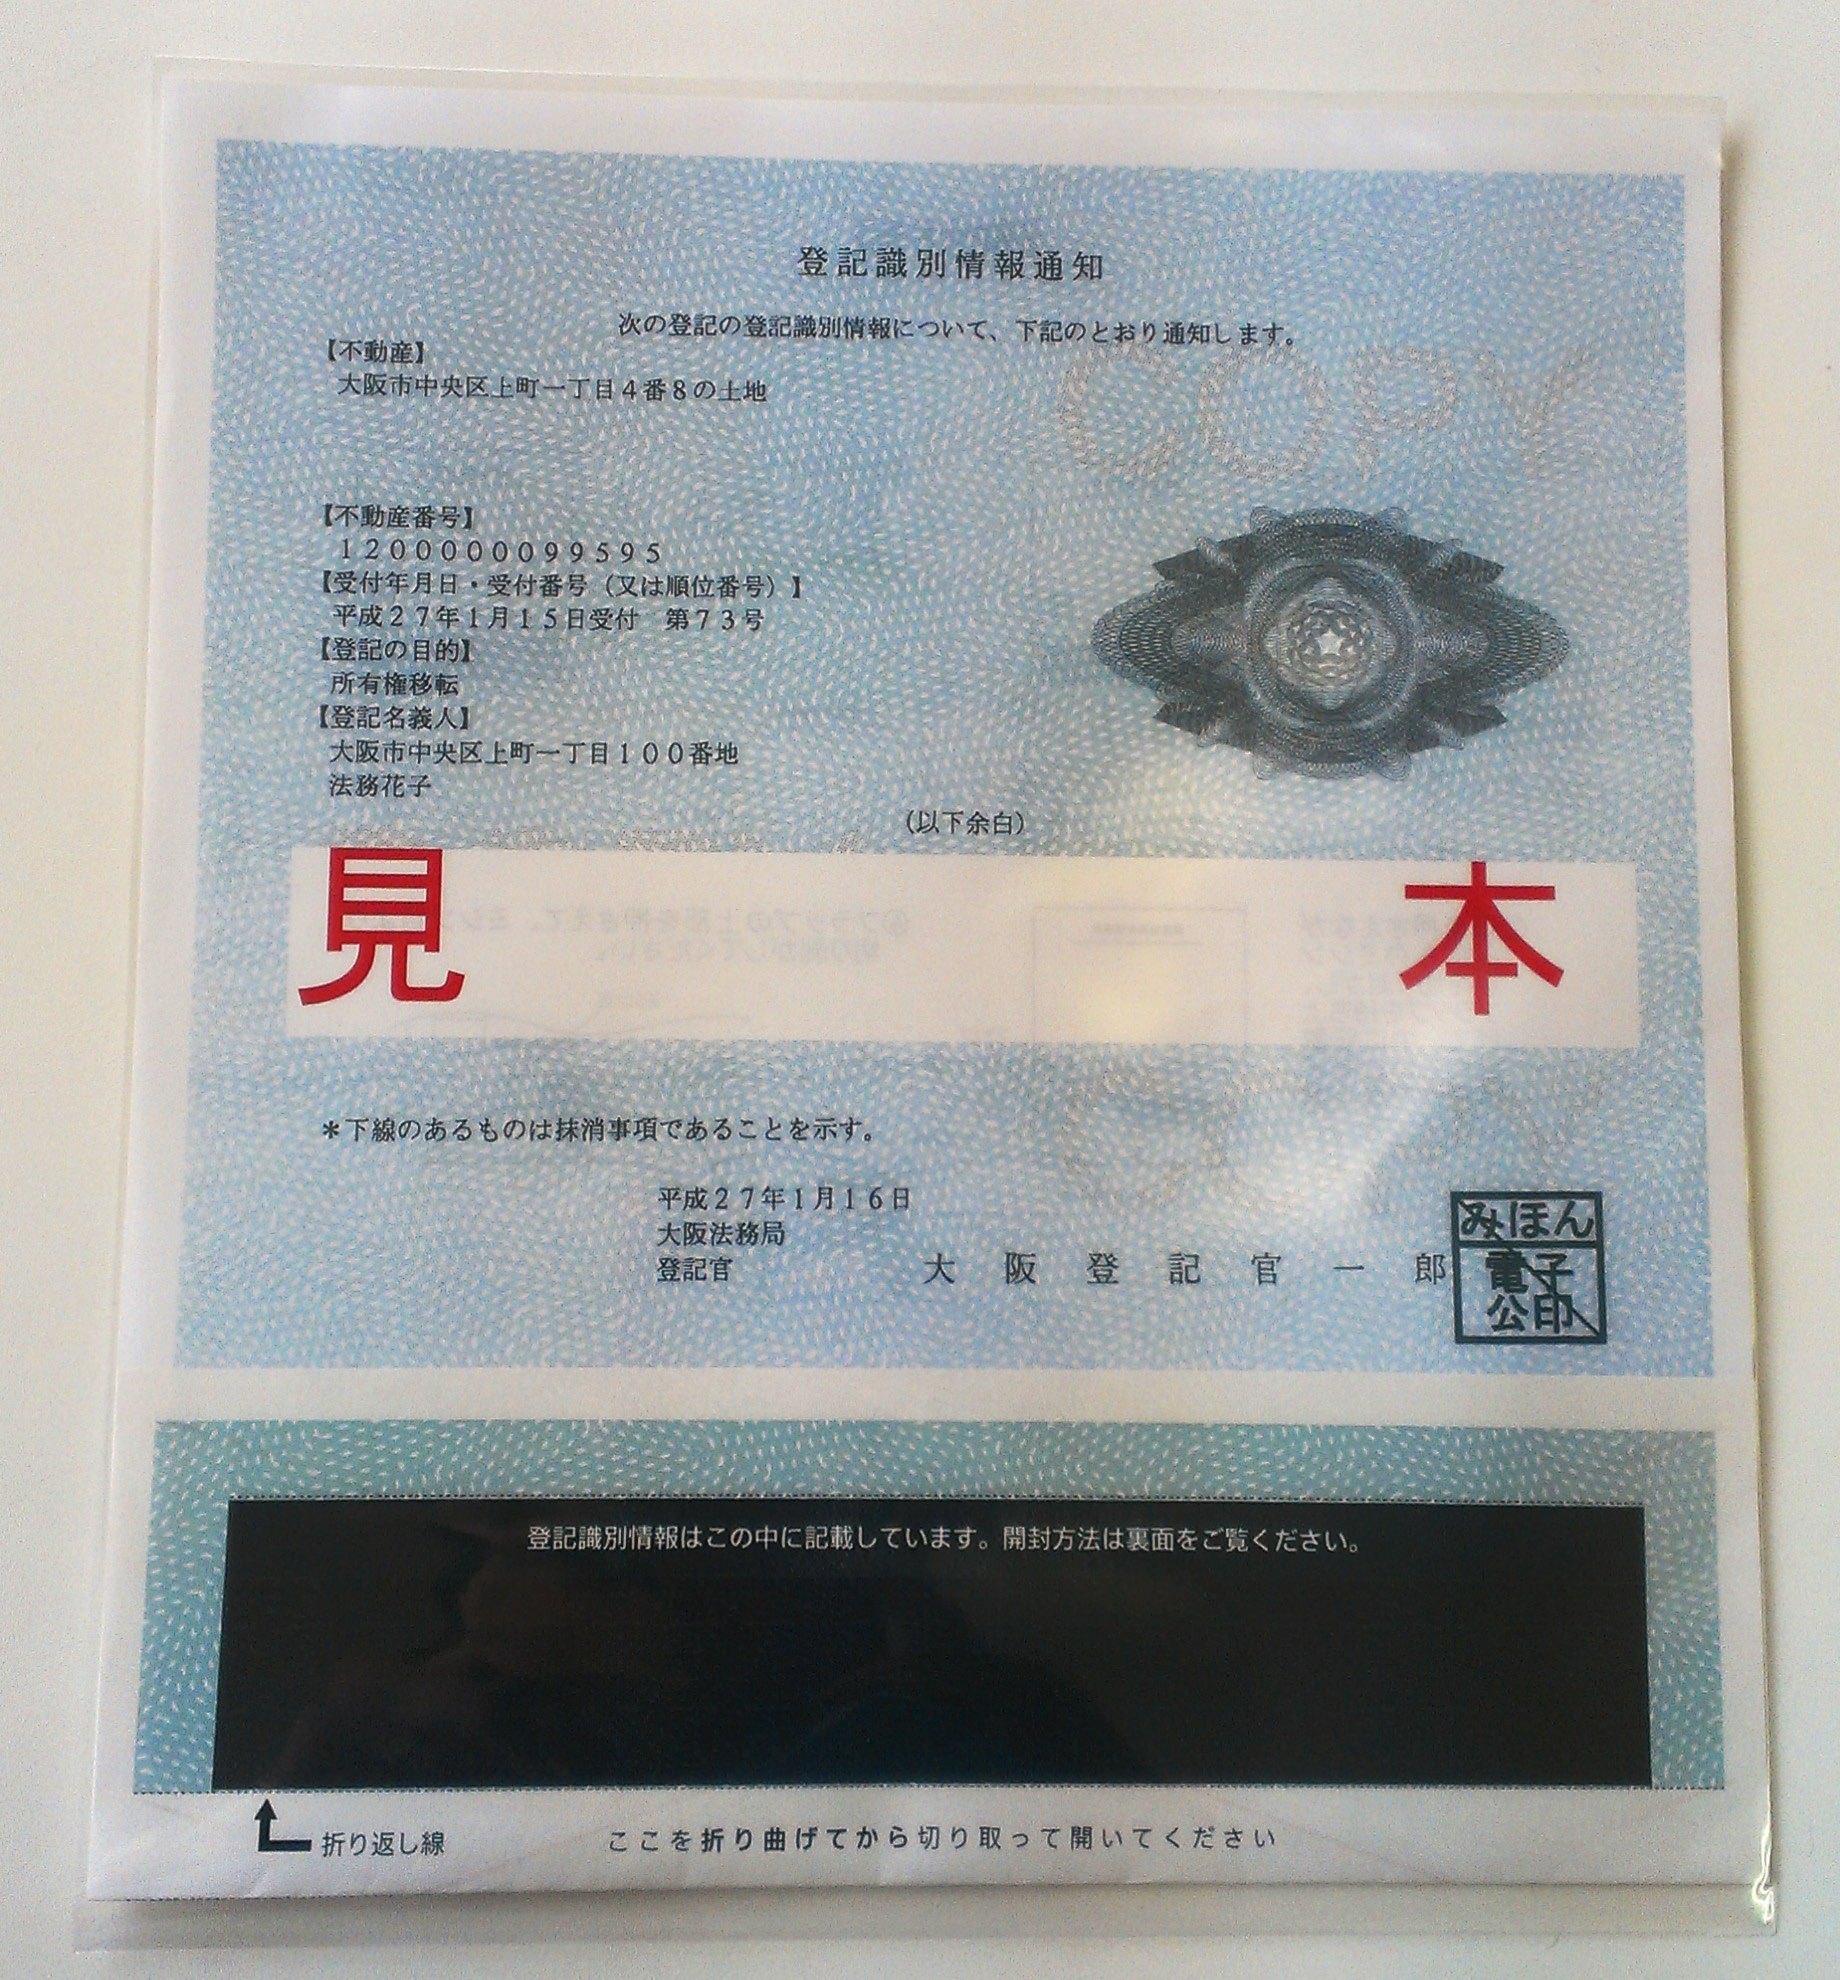 登記識別情報通知
次の登記の登記識別情報について、下記のとおり通知します。
【不動産】
大阪市中央区上町一丁目４番８の土地
COPY
【不動産番号】
１２０００００００９９５９５
【受付年月日・受付番号（又は順位番号）】
平成２７年１月１５日受付　第７３号
【登記の目的】
所有権移転
【登記名義人】
大阪市中央区上町一丁目１００番地
法務花子
（以下余白）
見　本
＊下線のあるものは抹消事項であることを示す。
平成２７年１月１６日
大阪法務局
登記官　大阪登記官一郎
みほん
電子
公印
登記識別情報はこの中に記載しています。開封方法は裏面をご覧ください。
折り返し線　ここを折り曲げてから切り取って開いてください